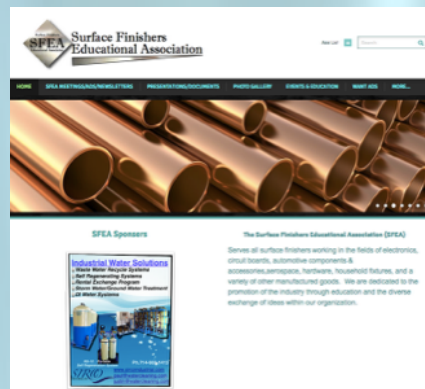 SFEA
Surface Finishers
Educational Association
Search
HOME SFEA MEETINGS/ADS/NEWSLETTERS PRESENTATIONS/DOCUMENTS PHOTO GALLERY EVENTS & EDUCATION WANT ADS MORE...
SFEA Sponsors
Industrial Water Solutions
Waste Water Recycle Systems
Self Regenerating Systems
Rental Exchange Program
Storm Water/Ground Water Treatment
DI Water Systems
The Surface Finishers Educational Association (SFEA)
Serves all surface finishers working in the fields of electronics,
circuit boards, automotive components &
accessories,aerospace, hardware, household fixtures, and a
variety of other manufactured goods. We are dedicated to the
promotion of the industry through education and the diverse
exchange of ideas within our organization.